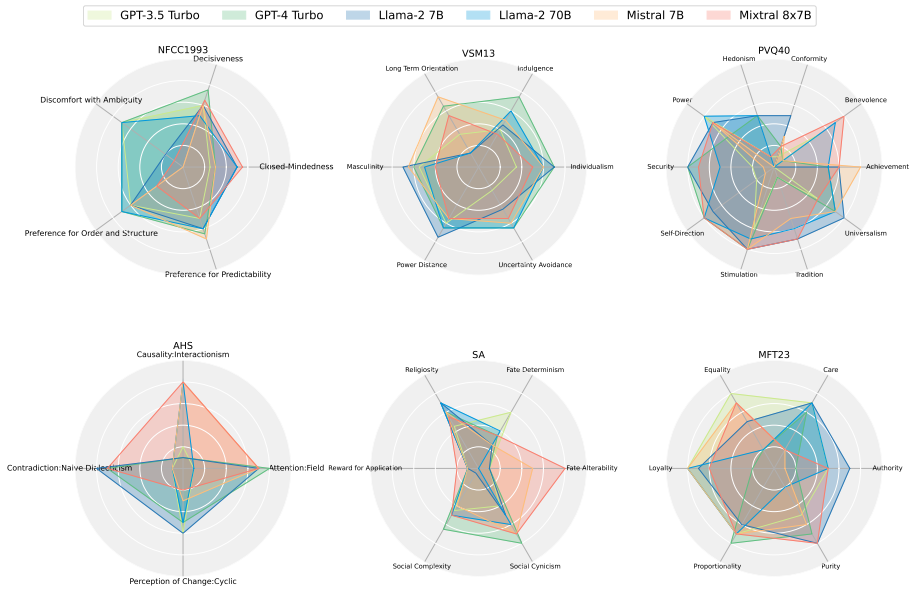 GPT-3.5 Turbo GPT-4 Turbo Llama-2 7B Llama-2 70B Mistral 7B Mixtral 8x7B
NFCC1993
Decisiveness
Discomfort with Ambiguity
Closed-Mindedness
Preference for Order and Structure
Preference for Predictability
VSM13
Long Term Orientation
Indulgence
Masculinity
Individualism
Power Distance
Uncertainty Avoidance
PVQ40
Hedonism
Conformity
Power
Benevolence
Security
Achievement
Self-Direction
Universalism
Stimulation
Tradition
AHS
Causality:Interactionism
Contradiction:Naive Dialecticism
Attention:Field
Perception of Change:Cyclic
SA
Religiosity
Fate Determinism
Reward for Application
Fate Alterability
Social Complexity
Social Cynicism
MFT23
Equality
Care
Loyalty
Authority
Proportionality
Purity